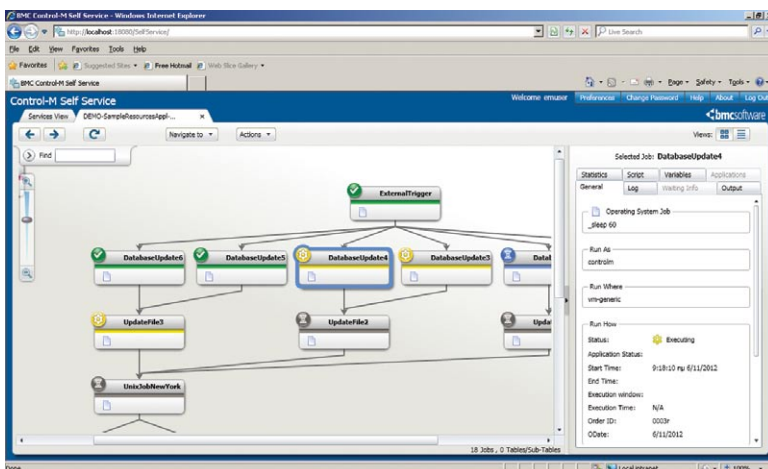 BMC Control-M Self Service - Windows Internet Explorer
http://localhost:18080/SelfService/
Live Search
File Edit View Favorites Tools Help
Favorites Suggested Sites Free Hotmail Web Slice Gallery
BMC Control-M Self Service
Page Safety Tools
Control-M Self Service
Welcome emuser Preferences Change Password Help About Log Out
Services View DEMO-SampleResourcesAppl-... x
bmcsoftware
Navigate to Actions
Views:
Find
Selected Job: DatabaseUpdate4
Statistics Script Variables Applications
General Log Waiting Info Output
ExternalTrigger
Operating System Job
_sleep 60
DatabaseUpdate6 DatabaseUpdate5 DatabaseUpdate4 DatabaseUpdate3 Datab
Run As
controlm
Run Where
vm-generic
UpdateFile3 UpdateFile2 Updat
Run How
Status: Executing
Application Status:
Start Time: 9:18:10 πμ 6/11/2012
End Time:
UnixJobNewYork
Execution window:
Execution Time: N/A
Order ID: 0003r
ODate: 6/11/2012
18 Jobs , 0 Tables/Sub-Tables
Done
Local intranet
100%